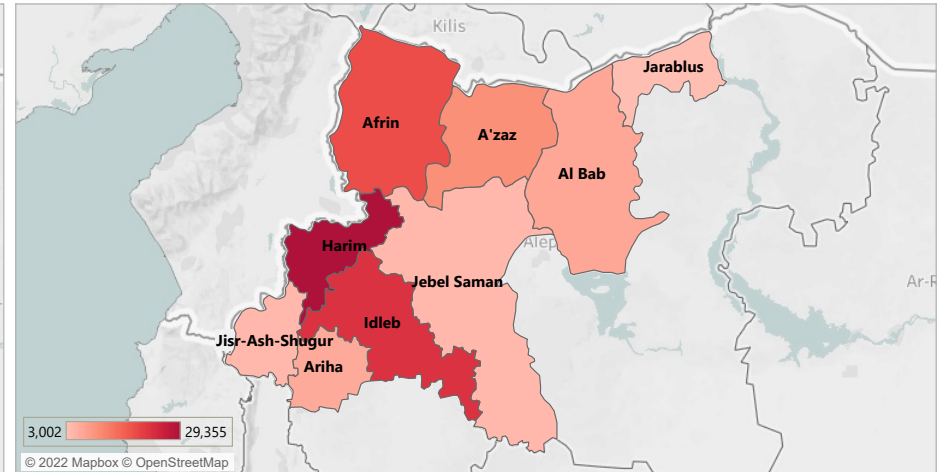 Kilis
Jarablus
Afrin
A'zaz
Al Bab
Harim
Alep
Jebel Saman
Ar-R
Idleb
Jisr-Ash-Shugur
Ariha
3,002
29,355
© 2022 Mapbox © OpenStreetMap